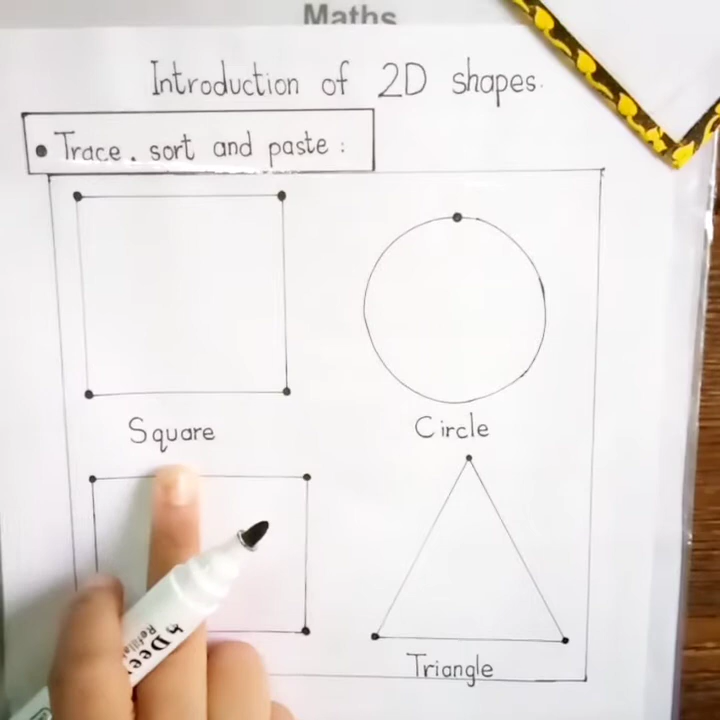 Maths
Introduction of 2D shapes.
• Trace, sort and paste :
Square
Circle
Triangle